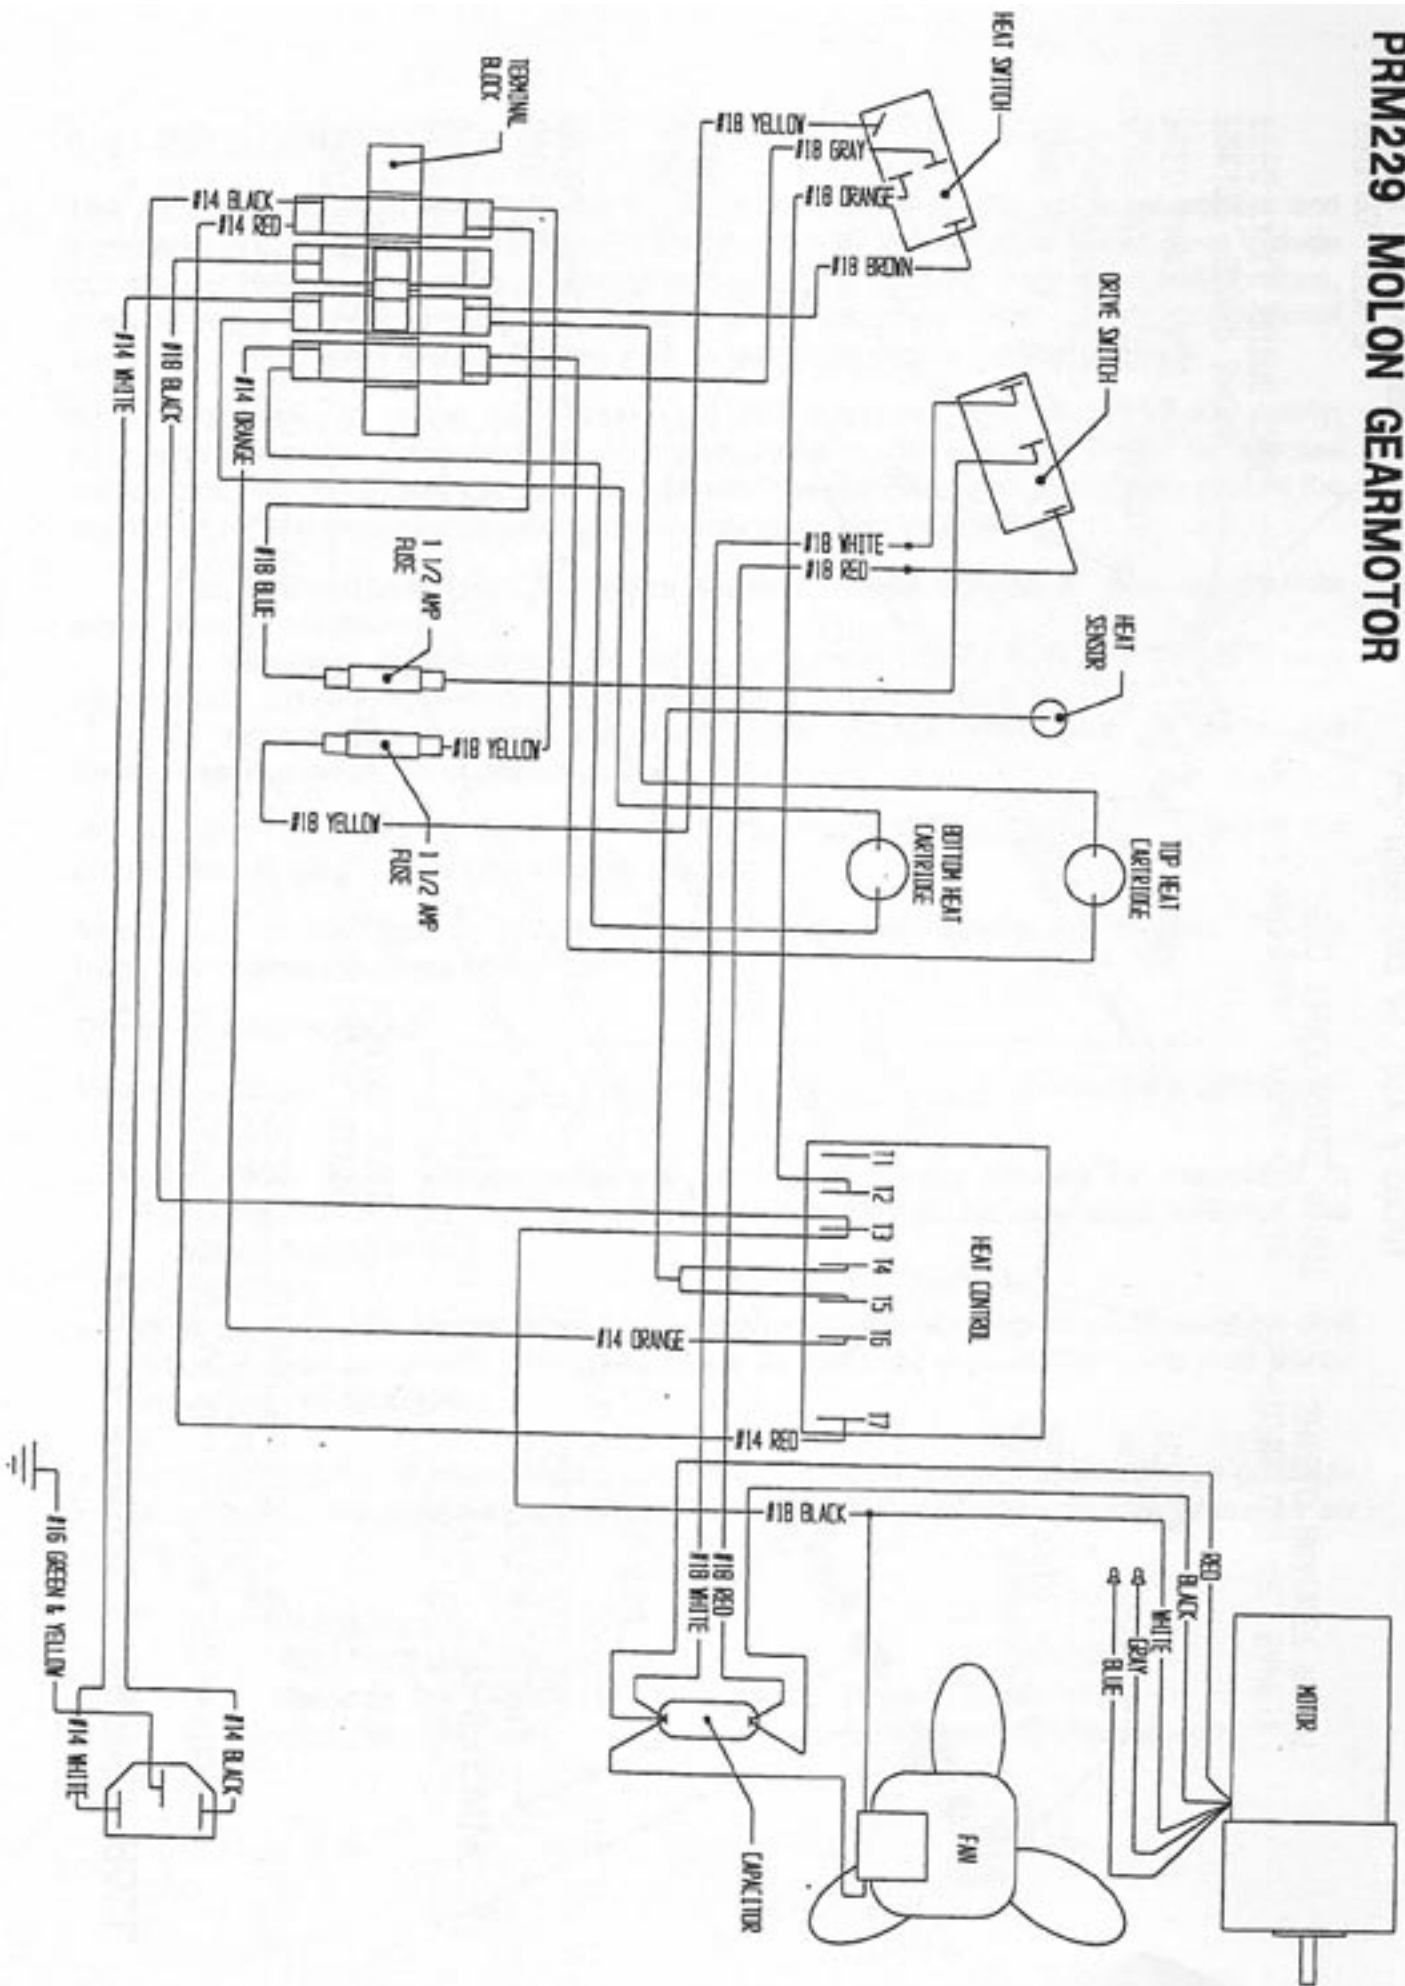 PRM229 MOLON GEARMOTOR
HEAT SWITCH
TERMINAL
BLOCK
#18 YELLOW
#18 GRAY
#18 ORANGE
#18 BROWN
DRIVE SWITCH
#14 BLACK
#14 RED
#14 WHITE
#18 BLACK
#14 ORANGE
#18 BLUE
1 1/2 AMP
FUSE
#18 WHITE
#18 RED
HEAT
SENSOR
#18 YELLOW
#18 YELLOW
1 1/2 AMP
FUSE
BOTTOM HEAT
CARTRIDGE
TOP HEAT
CARTRIDGE
HEAT CONTROL
T1
T2
T3
T4
T5
T6
T7
#14 ORANGE
#14 RED
#18 BLACK
#18 RED
#18 WHITE
RED
BLACK
WHITE
GRAY
BLUE
MOTOR
FAN
CAPACITOR
#16 GREEN & YELLOW
#14 BLACK
#14 WHITE